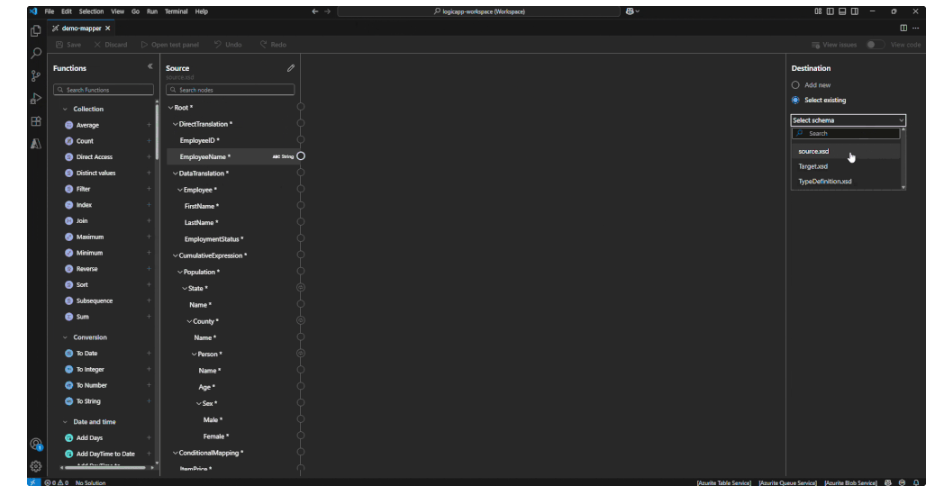 File Edit Selection View Go Run Terminal Help
logicapp-workspace (Workspace)
demo-mapper
Save Discard Open test panel Undo Redo
View issues View code
Functions
Search Functions
Collection
Average
Count
Direct Access
Distinct values
Filter
Index
Join
Maximum
Minimum
Reverse
Sort
Subsequence
Sum
Conversion
To Date
To Integer
To Number
To String
Date and time
Add Days
Add DayTime to Date
Source
source.xsd
Search nodes
Root *
DirectTranslation *
EmployeeID *
EmployeeName * ABC String
DataTranslation *
Employee *
FirstName *
LastName *
EmploymentStatus *
CumulativeExpression *
Population *
State *
Name *
County *
Name *
Person *
Name *
Age *
Sex *
Male *
Female *
ConditionalMapping *
ItemPrice *
Destination
Add new
Select existing
Select schema
Search
source.xsd
Target.xsd
TypeDefinition.xsd
0 0 No Solution
[Azurite Table Service] [Azurite Queue Service] [Azurite Blob Service]